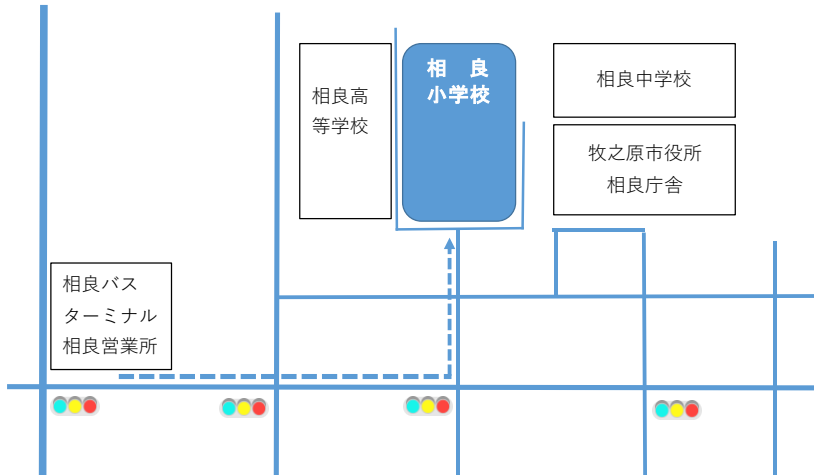 相良高
等学校
相　良
小学校
相良中学校
牧之原市役所
相良庁舎
相良バス
ターミナル
相良営業所